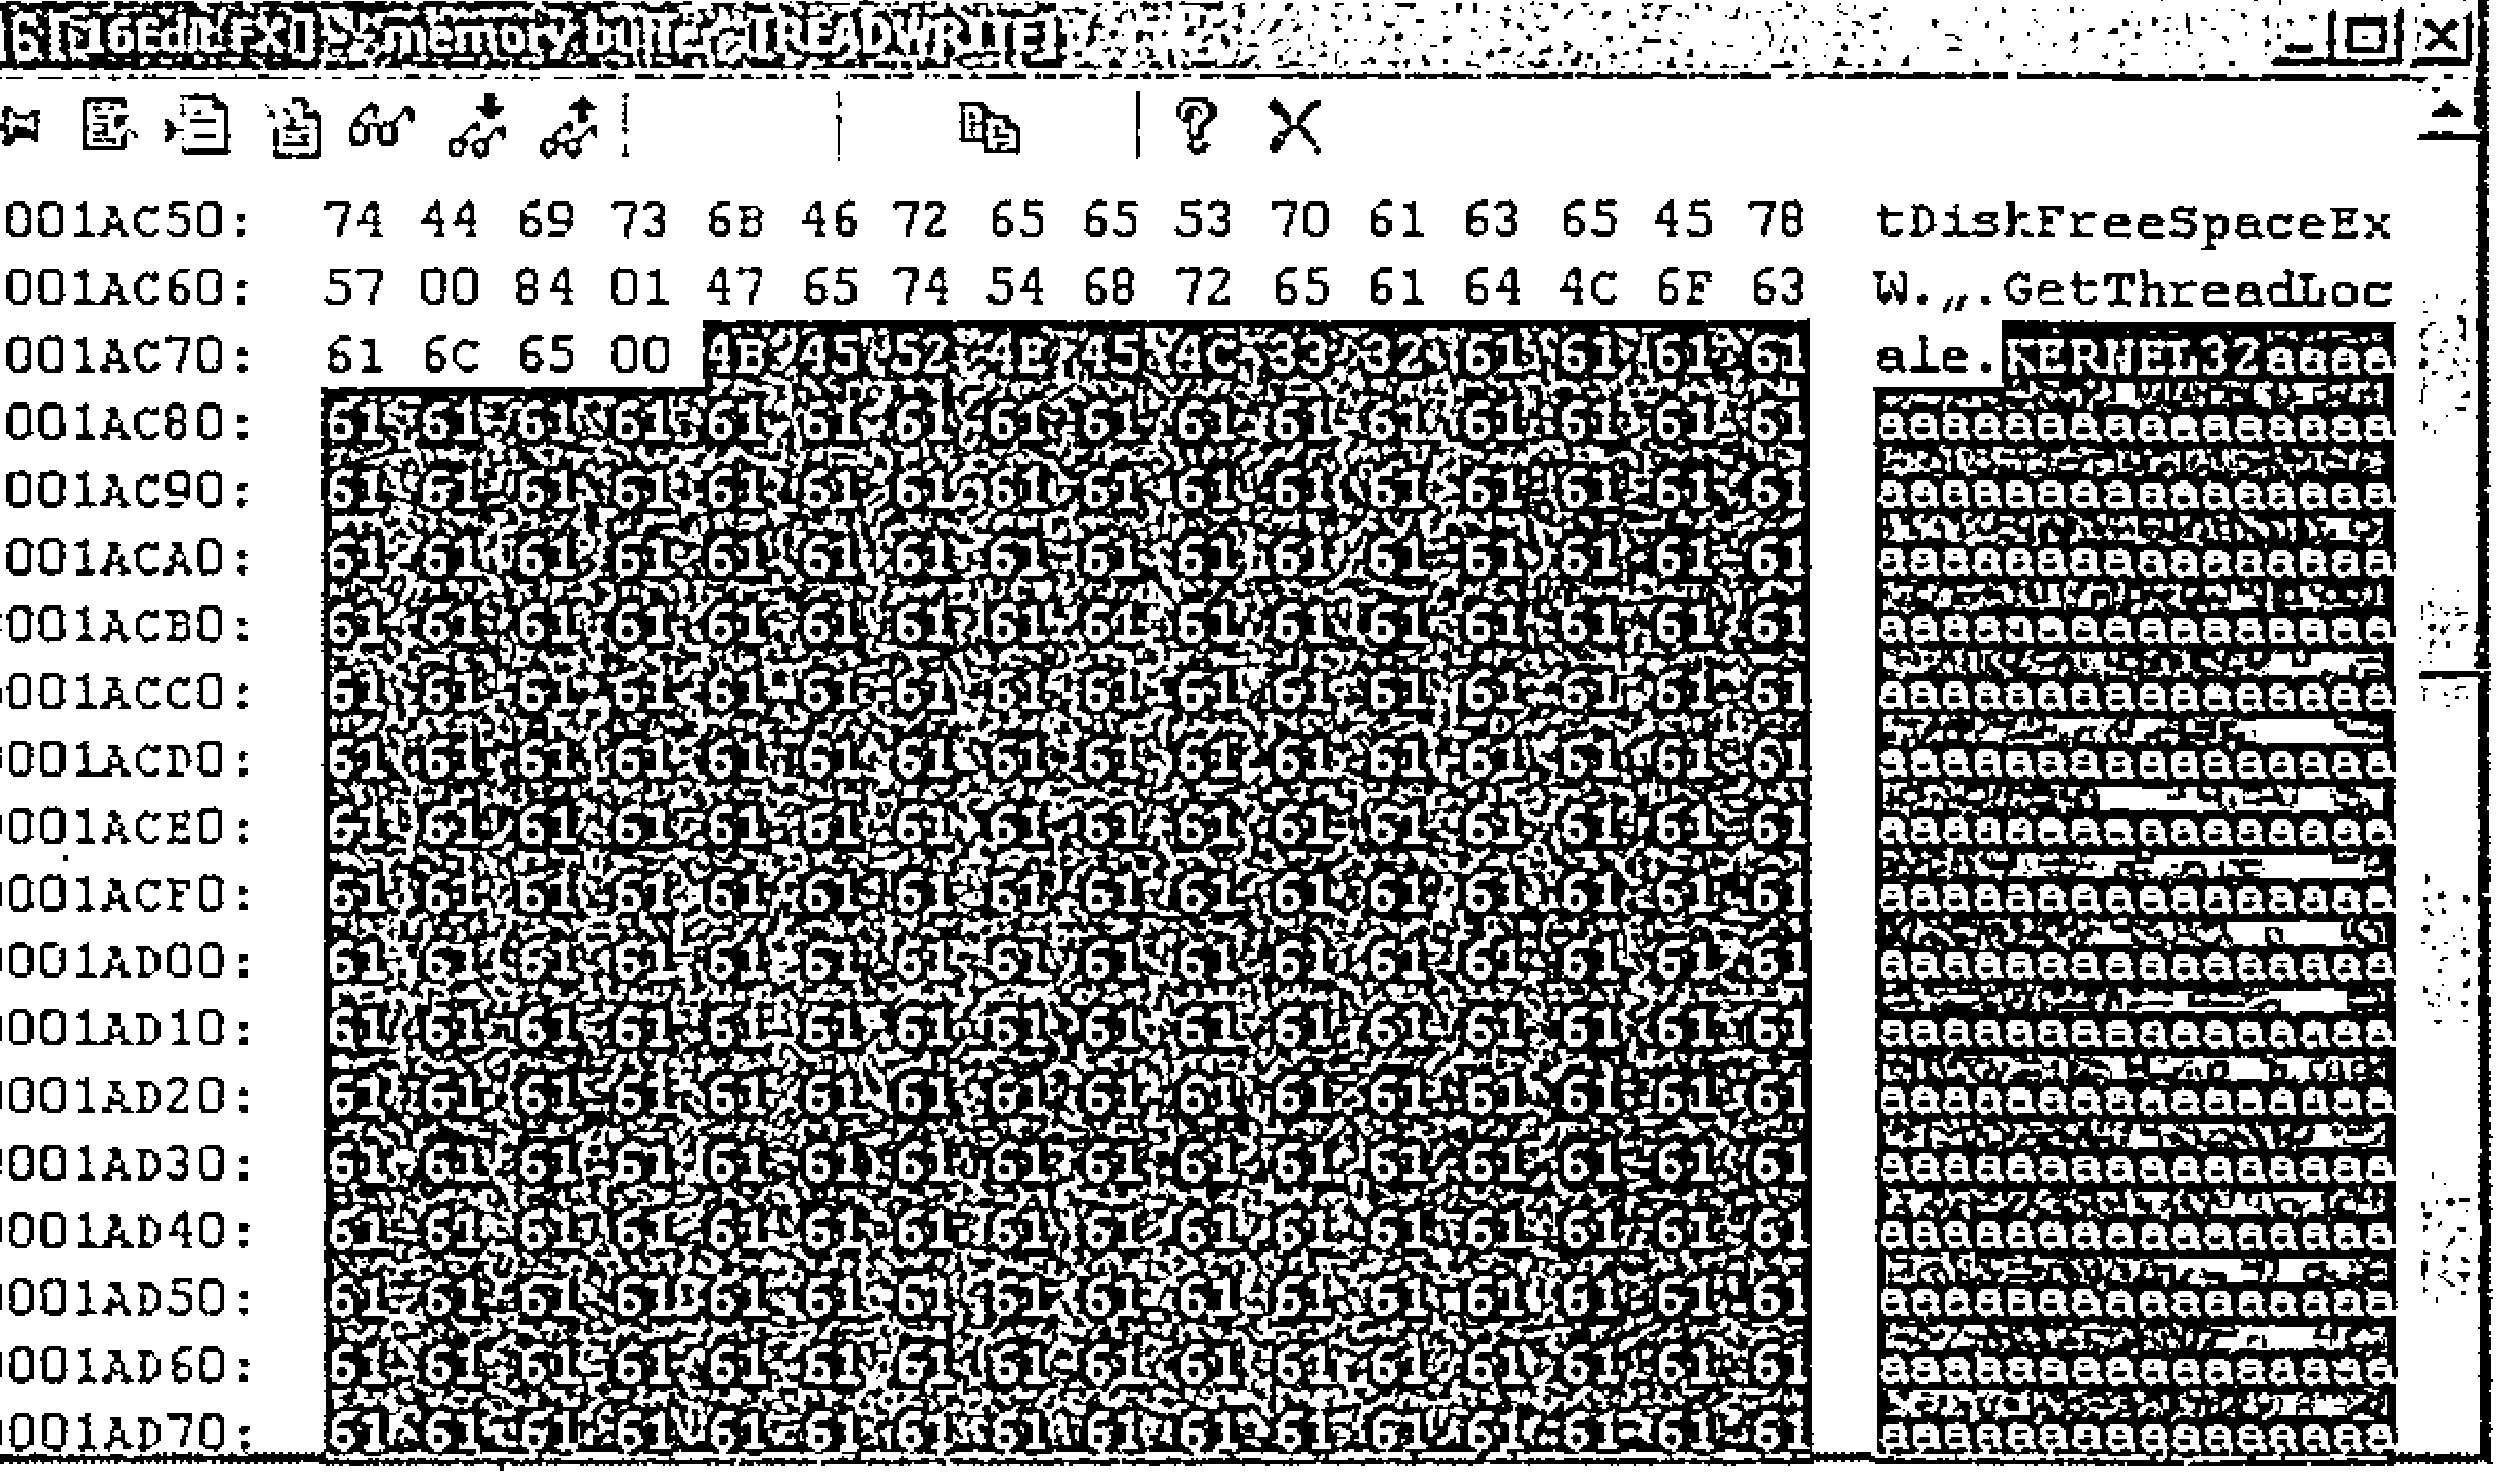 [16Edit FX] - memory buff2 - [READWRITE]
001AC50: 74 44 69 73 6B 46 72 65 65 53 70 61 63 65 45 78 tDiskFreeSpaceEx
001AC60: 57 00 84 01 47 65 74 54 68 72 65 61 64 4C 6F 63 W.„.GetThreadLoc
001AC70: 61 6C 65 00 4B 45 52 4E 45 4C 33 32 61 61 61 61 ale.KERNEL32aaaa
001AC80: 61 61 61 61 61 61 61 61 61 61 61 61 61 61 61 61 aaaaaaaaaaaaaaaa
001AC90: 61 61 61 61 61 61 61 61 61 61 61 61 61 61 61 61 aaaaaaaaaaaaaaaa
001ACA0: 61 61 61 61 61 61 61 61 61 61 61 61 61 61 61 61 aaaaaaaaaaaaaaaa
001ACB0: 61 61 61 61 61 61 61 61 61 61 61 61 61 61 61 61 aaaaaaaaaaaaaaaa
001ACC0: 61 61 61 61 61 61 61 61 61 61 61 61 61 61 61 61 aaaaaaaaaaaaaaaa
001ACD0: 61 61 61 61 61 61 61 61 61 61 61 61 61 61 61 61 aaaaaaaaaaaaaaaa
001ACE0: 61 61 61 61 61 61 61 61 61 61 61 61 61 61 61 61 aaaaaaaaaaaaaaaa
001ACF0: 61 61 61 61 61 61 61 61 61 61 61 61 61 61 61 61 aaaaaaaaaaaaaaaa
001AD00: 61 61 61 61 61 61 61 61 61 61 61 61 61 61 61 61 aaaaaaaaaaaaaaaa
001AD10: 61 61 61 61 61 61 61 61 61 61 61 61 61 61 61 61 aaaaaaaaaaaaaaaa
001AD20: 61 61 61 61 61 61 61 61 61 61 61 61 61 61 61 61 aaaaaaaaaaaaaaaa
001AD30: 61 61 61 61 61 61 61 61 61 61 61 61 61 61 61 61 aaaaaaaaaaaaaaaa
001AD40: 61 61 61 61 61 61 61 61 61 61 61 61 61 61 61 61 aaaaaaaaaaaaaaaa
001AD50: 61 61 61 61 61 61 61 61 61 61 61 61 61 61 61 61 aaaaaaaaaaaaaaaa
001AD60: 61 61 61 61 61 61 61 61 61 61 61 61 61 61 61 61 aaaaaaaaaaaaaaaa
001AD70: 61 61 61 61 61 61 61 61 61 61 61 61 61 61 61 61 aaaaaaaaaaaaaaaa